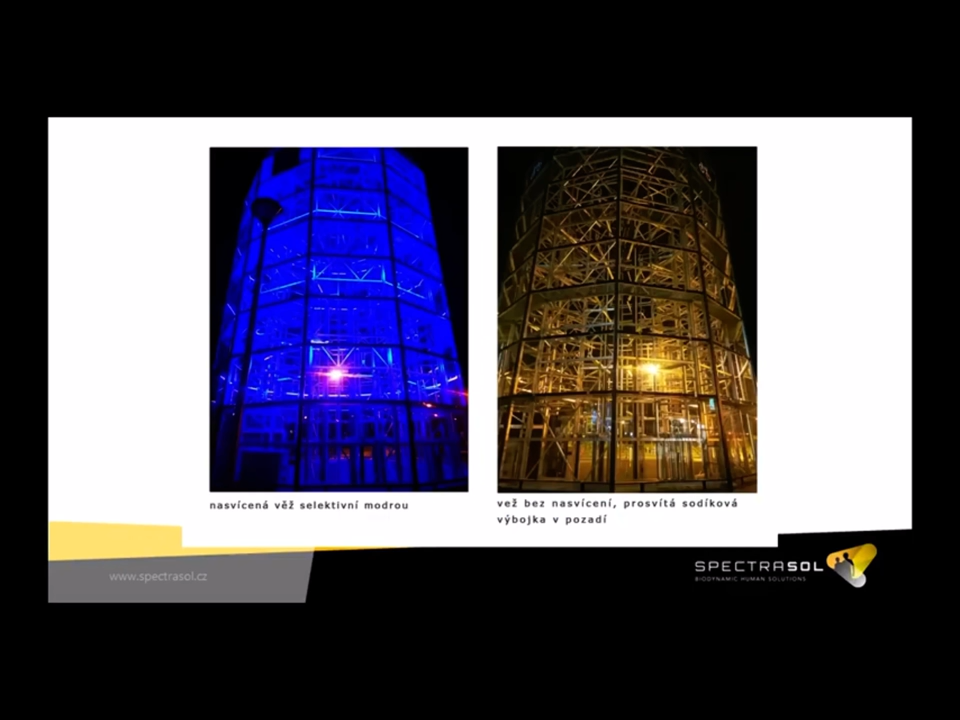 nasvícená věž selektivní modrou
vež bez nasvícení, prosvítá sodíková
výbojka v pozadí
www.spectrasol.cz
SPECTRASOL
BIODYNAMIC HUMAN SOLUTIONS